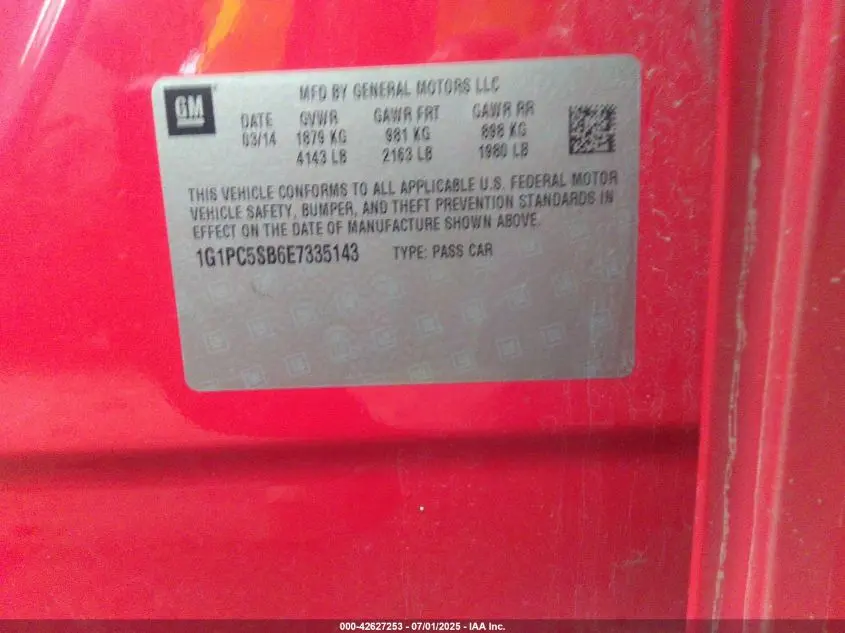 GM
MFD BY GENERAL MOTORS LLC
DATE GVWR GAWR FRT GAWR RR
03/14 1879 KG 981 KG 898 KG
4143 LB 2163 LB 1980 LB
THIS VEHICLE CONFORMS TO ALL APPLICABLE U.S. FEDERAL MOTOR
VEHICLE SAFETY, BUMPER, AND THEFT PREVENTION STANDARDS IN
EFFECT ON THE DATE OF MANUFACTURE SHOWN ABOVE.
1G1PC5SB6E7335143 TYPE: PASS CAR
000-42627253 - 07/01/2025 - IAA Inc.